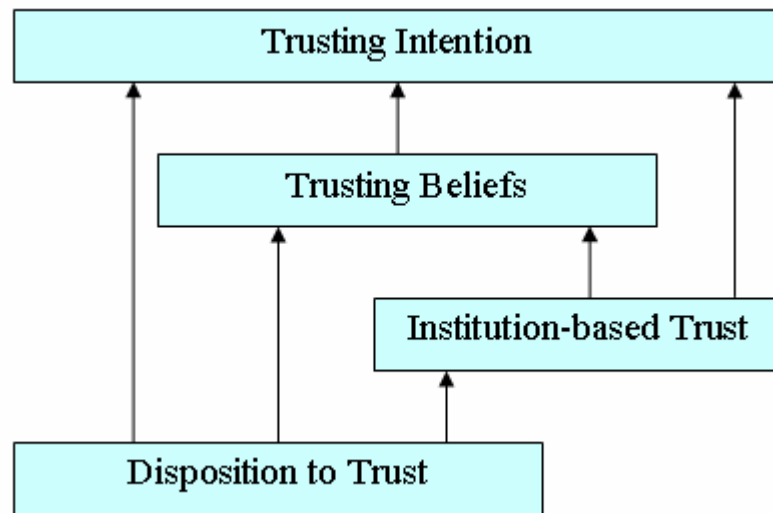 Trusting Intention
Trusting Beliefs
Institution-based Trust
Disposition to Trust